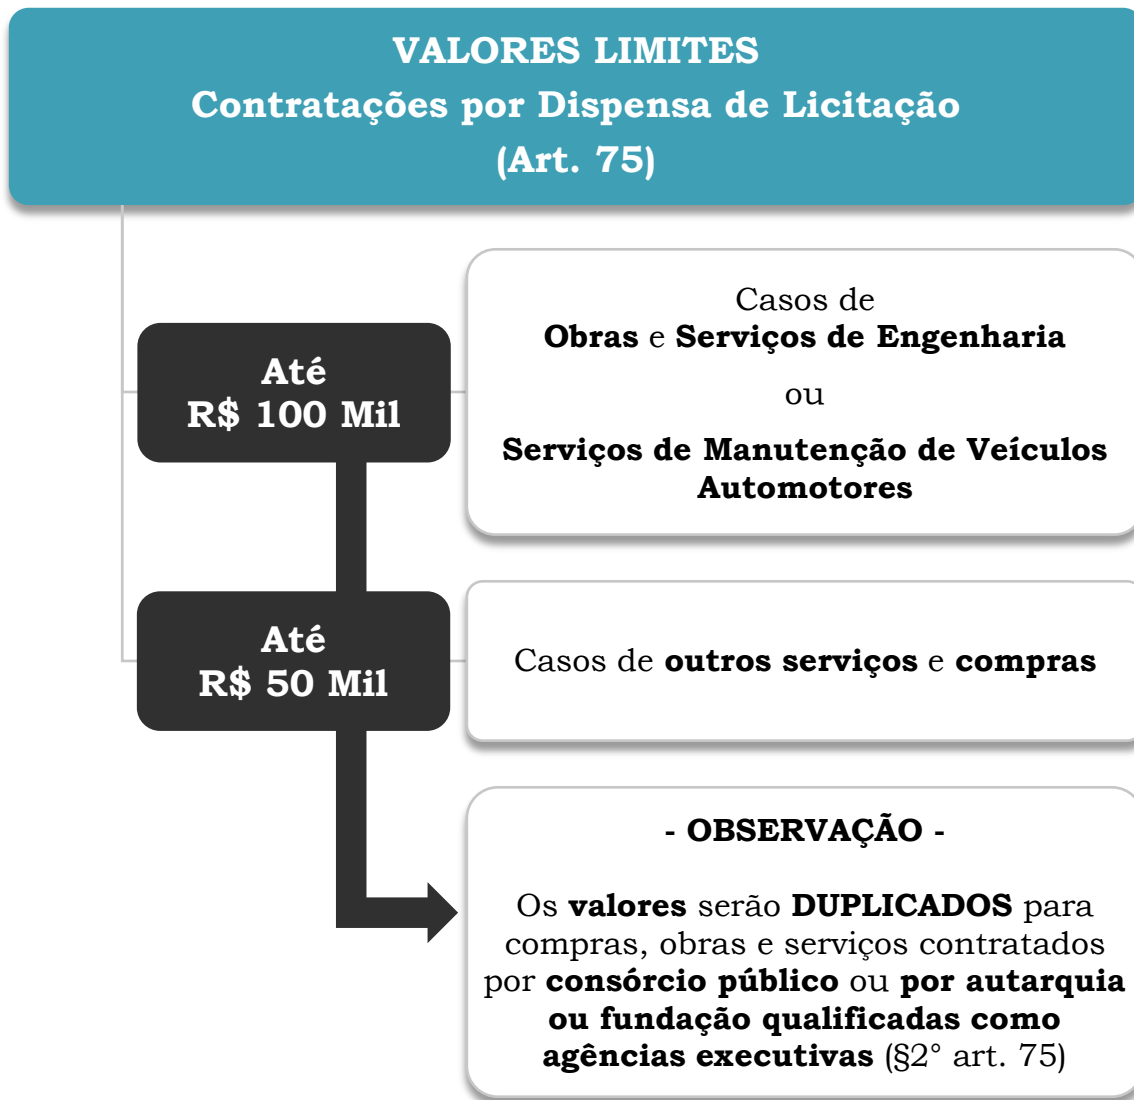 VALORES LIMITES
Contratações por Dispensa de Licitação
(Art. 75)
Até
R$ 100 Mil
Casos de
Obras e Serviços de Engenharia
ou
Serviços de Manutenção de Veículos
Automotores
Até
R$ 50 Mil
Casos de outros serviços e compras
- OBSERVAÇÃO -
Os valores serão DUPLICADOS para
compras, obras e serviços contratados
por consórcio público ou por autarquia
ou fundação qualificadas como
agências executivas (§2° art. 75)